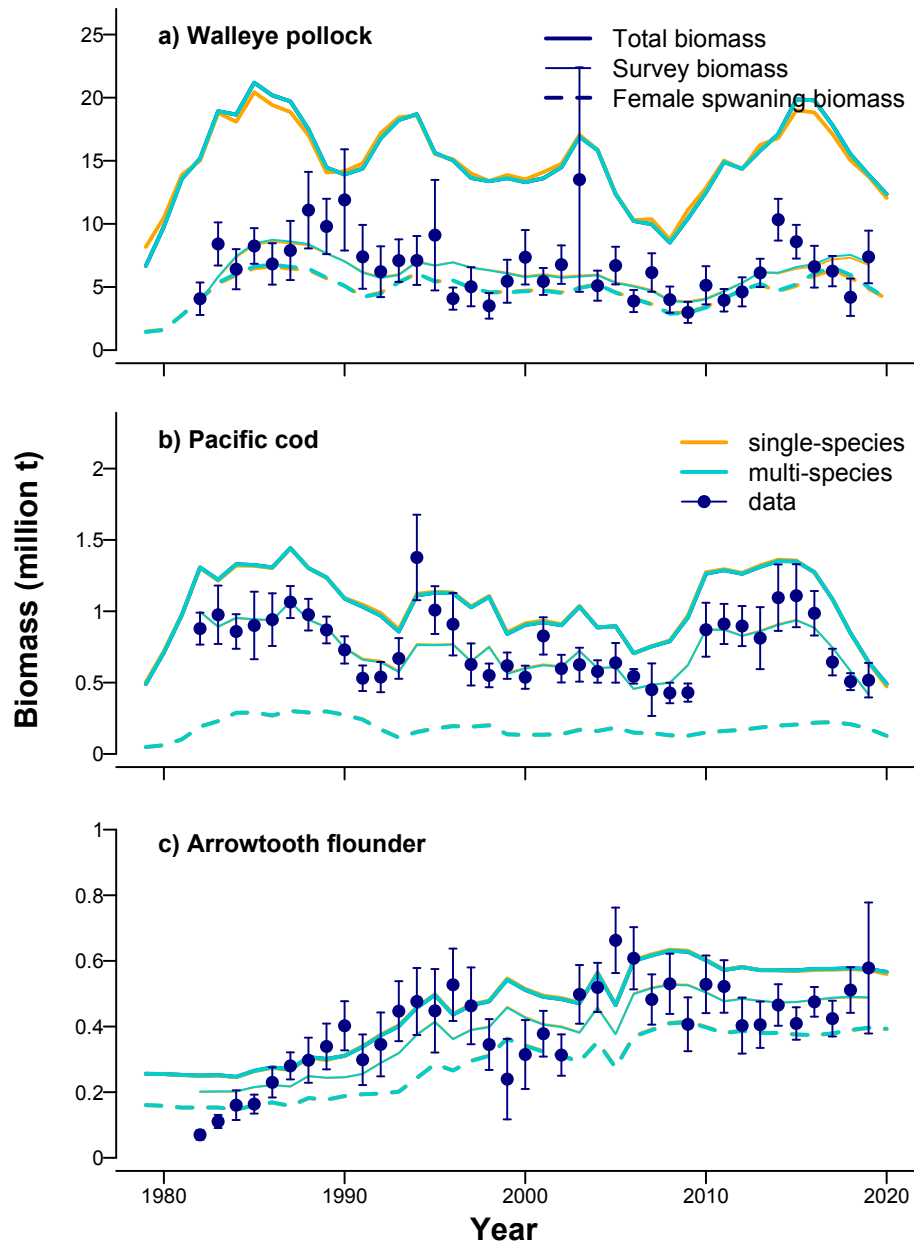 a) Walleye pollock
Total biomass
Survey biomass
Female spwaning biomass
25
20
15
10
5
0
b) Pacific cod
single-species
multi-species
data
2
1.5
1
0.5
0
Biomass (million t)
c) Arrowtooth flounder
1
0.8
0.6
0.4
0.2
0
1980
1990
2000
2010
2020
Year